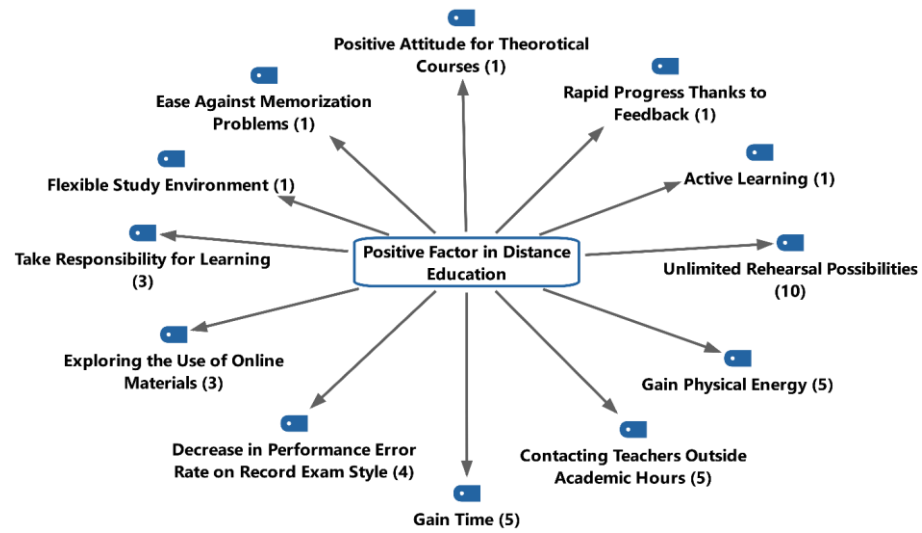 Positive Attitude for Theorotical
Courses (1)
Rapid Progress Thanks to
Feedback (1)
Ease Against Memorization
Problems (1)
Active Learning (1)
Flexible Study Environment (1)
Positive Factor in Distance
Education
Take Responsibility for Learning
(3)
Unlimited Rehearsal Possibilities
(10)
Exploring the Use of Online
Materials (3)
Gain Physical Energy (5)
Decrease in Performance Error
Rate on Record Exam Style (4)
Contacting Teachers Outside
Academic Hours (5)
Gain Time (5)